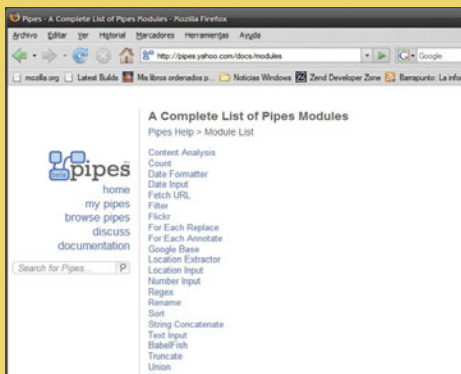 Pipes - A Complete List of Pipes Modules - Mozilla Firefox
Archivo Editar Ver Historial Marcadores Herramientas Ayuda
http://pipes.yahoo.com/docs/modules
Google
mozilla.org Latest Builds Mis libros ordenados p... Noticias Windows Zend Developer Zone Barrapunto: La info
A Complete List of Pipes Modules
Pipes Help > Module List
pipes
beta
home
my pipes
browse pipes
discuss
documentation
Search for Pipes...
Content Analysis
Count
Date Formatter
Date Input
Fetch URL
Filter
Flickr
For Each Replace
For Each Annotate
Google Base
Location Extractor
Location Input
Number Input
Regex
Rename
Sort
String Concatenate
Text Input
BabelFish
Truncate
Union